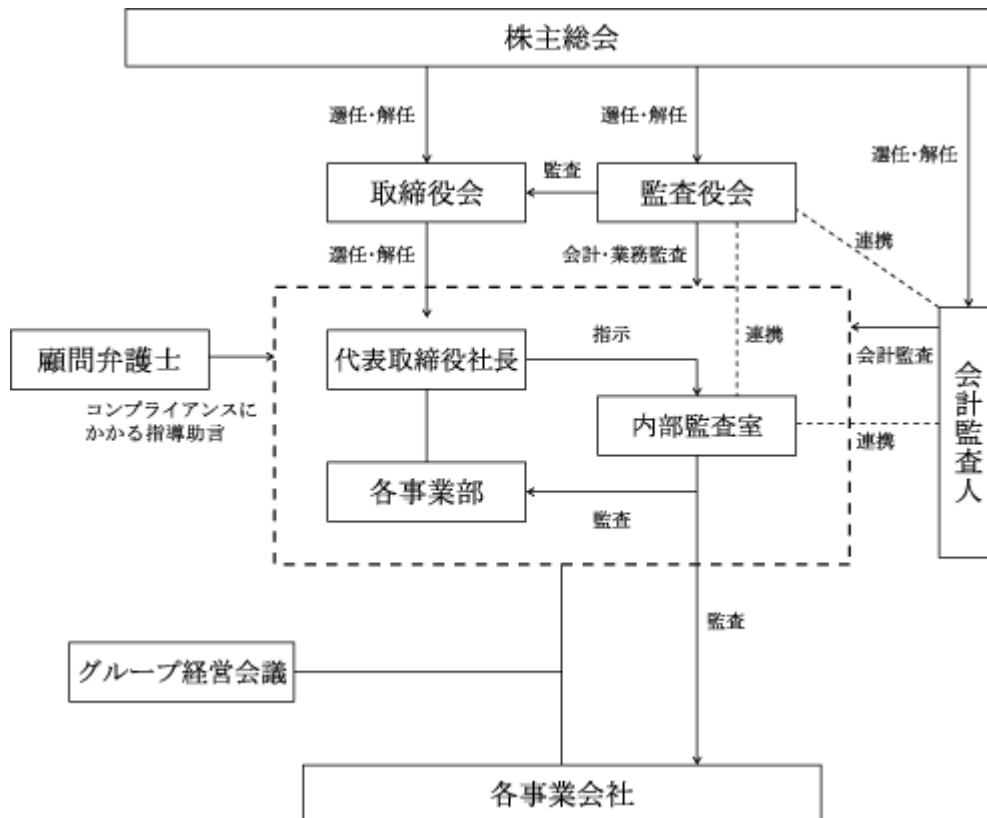 株主総会
選任・解任
選任・解任
選任・解任
取締役会
監査
監査役会
連携
選任・解任
会計・業務監査
顧問弁護士
コンプライアンスに
かかる指導助言
代表取締役社長
指示
連携
会計監査
会計監査人
内部監査室
連携
各事業部
監査
監査
グループ経営会議
各事業会社